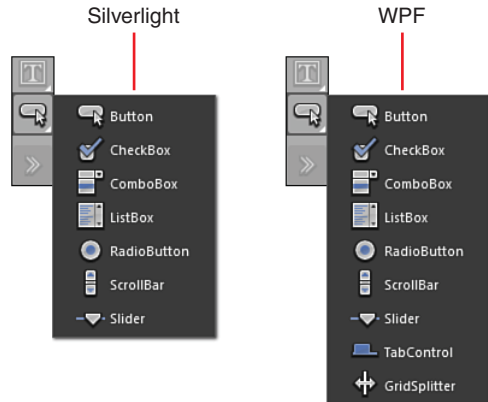 Silverlight
T
Button
CheckBox
ComboBox
ListBox
RadioButton
ScrollBar
Slider
WPF
T
Button
CheckBox
ComboBox
ListBox
RadioButton
ScrollBar
Slider
TabControl
GridSplitter